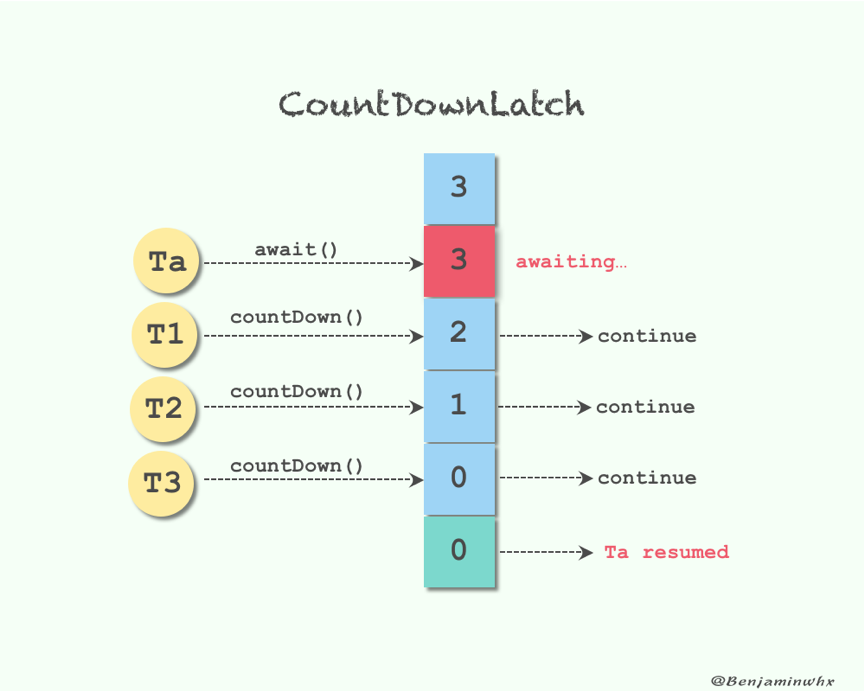 CountDownLatch
3
Ta await() 3 awaiting...
T1 countDown() 2 continue
T2 countDown() 1 continue
T3 countDown() 0 continue
0 Ta resumed
@Benjaminwhx